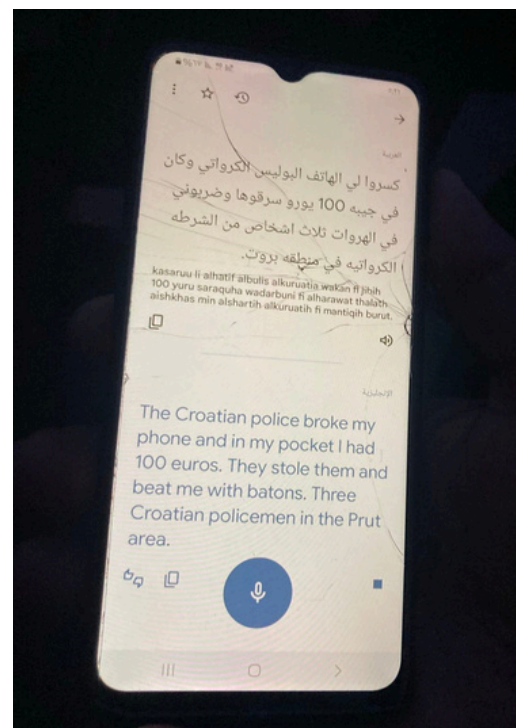 العربية
كسروا لي الهاتف البوليس الكرواتي وكان
في جيبه 100 يورو سرقوها وضربوني
في الهروات ثلاث اشخاص من الشرطه
الكرواتيه في منطقه بروت.
kasaruu li alhatif albulis alkuruatia wakan fi jibih
100 yuru saraquha wadarbuni fi alharawat thalath
aishkhas min alshartih alkuruatih fi mantiqih burut.
الإنجليزية
The Croatian police broke my
phone and in my pocket I had
100 euros. They stole them and
beat me with batons. Three
Croatian policemen in the Prut
area.